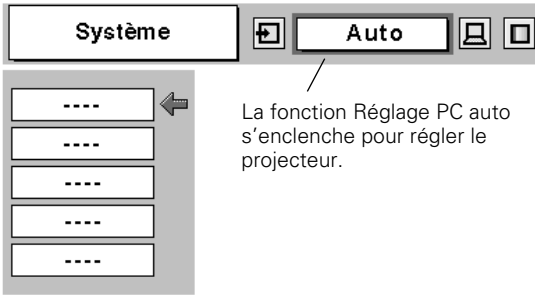 Système
Auto
----
----
----
----
----
La fonction Réglage PC auto
s’enclenche pour régler le
projecteur.